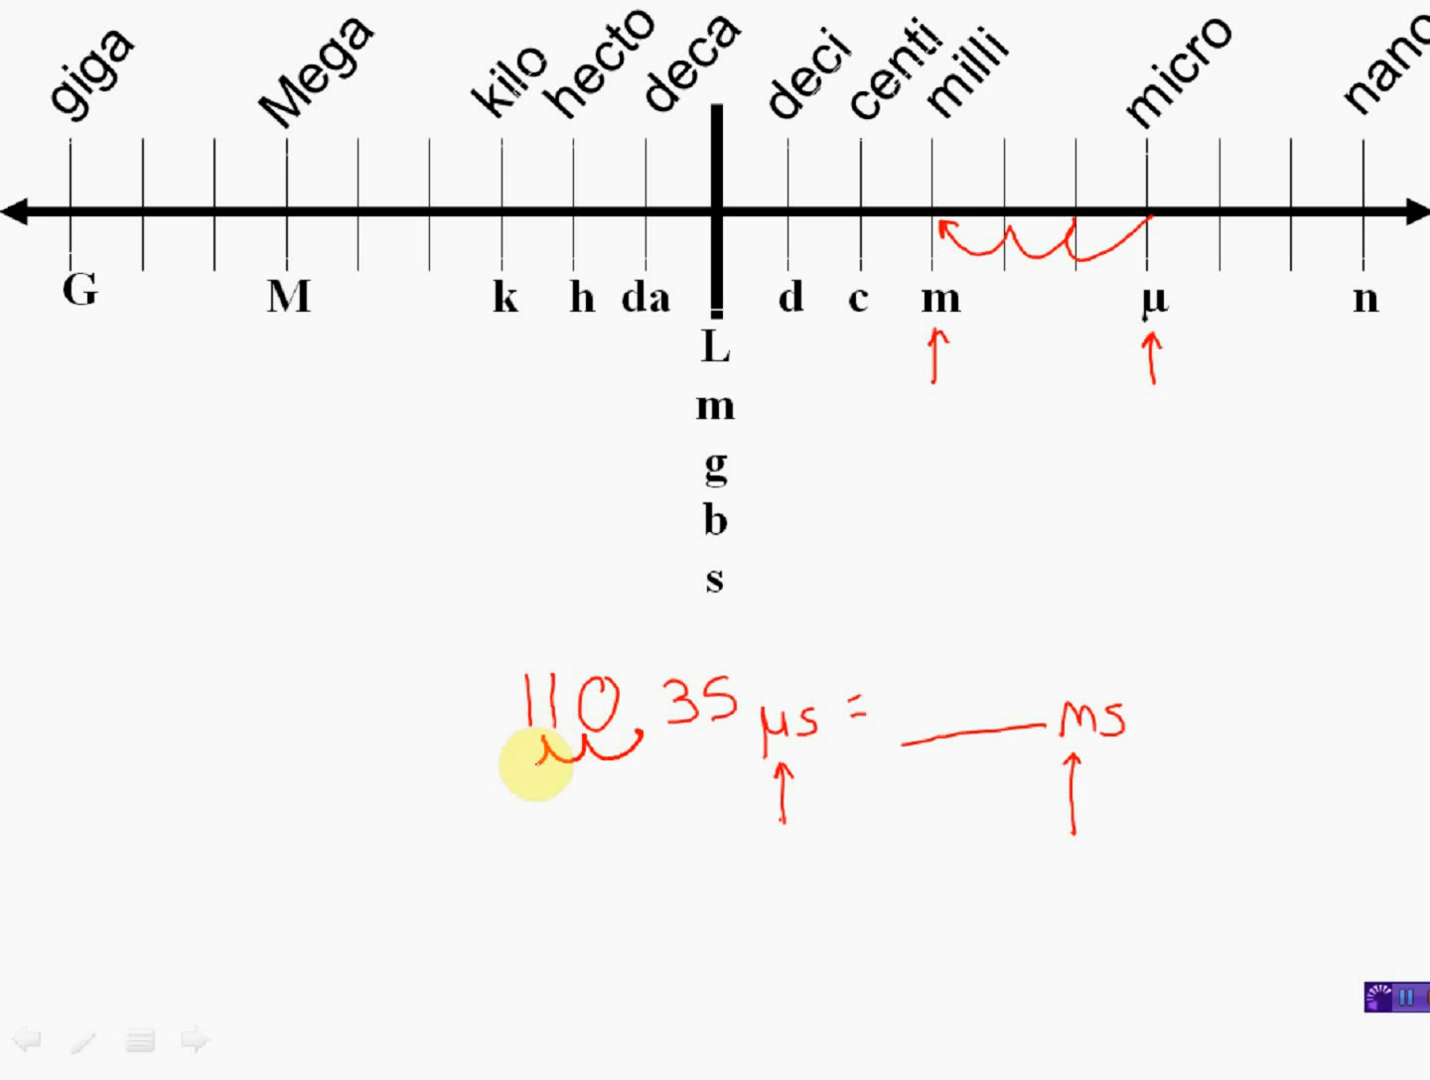 giga Mega kilo hecto deca deci centi milli micro nano
G M k h da d c m μ n
L
m
g
b
s
110 35 μs = ____ ms